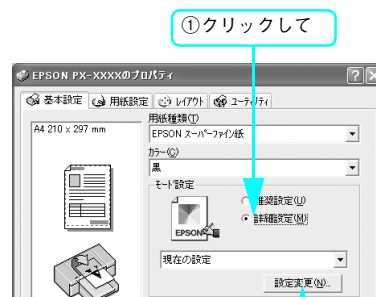 ①クリックして
EPSON PX-XXXXのプロパティ
基本設定 用紙設定 レイアウト ユーティリティ
A4 210 x 297 mm
用紙種類(T)
EPSON スーパーファイン紙
カラー(C)
黒
モード設定
推奨設定(U)
詳細設定(M)
EPSON
現在の設定
設定変更(N)...